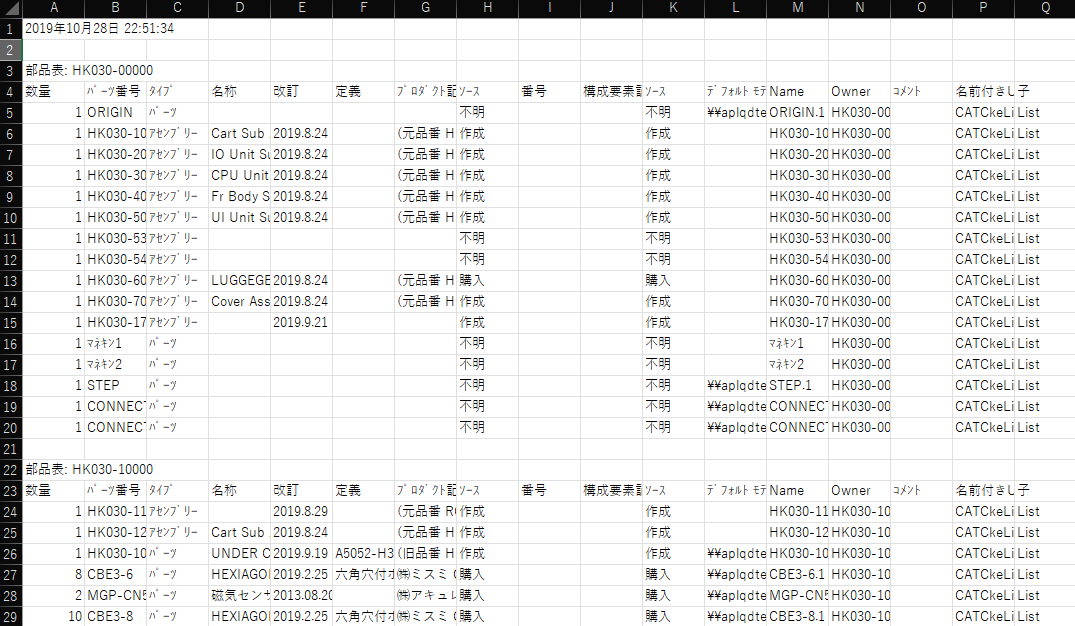 A B C D E F G H I J K L M N O P Q
1 2019年10月28日 22:51:34
2
3 部品表: HK030-00000
4 数量 ﾊﾟｰﾂ番号 ﾀｲﾌﾟ 名称 改訂 定義 ﾌﾟﾛﾀﾞｸﾄ記 ｿｰｽ 番号 構成要素 ｿｰｽ ﾃﾞﾌｫﾙﾄ ﾓﾃ Name Owner ｺﾒﾝﾄ 名前付きU 子
5 1 ORIGIN ﾊﾟｰﾂ 不明 不明 \\aplqdte ORIGIN.1 HK030-00 CATCkeLi List
6 1 HK030-10 ｱｾﾝﾌﾞﾘｰ Cart Sub 2019.8.24 (元品番 H 作成 作成 HK030-10 HK030-00 CATCkeLi List
7 1 HK030-20 ｱｾﾝﾌﾞﾘｰ IO Unit Su 2019.8.24 (元品番 H 作成 作成 HK030-20 HK030-00 CATCkeLi List
8 1 HK030-30 ｱｾﾝﾌﾞﾘｰ CPU Unit 2019.8.24 (元品番 H 作成 作成 HK030-30 HK030-00 CATCkeLi List
9 1 HK030-40 ｱｾﾝﾌﾞﾘｰ Fr Body S 2019.8.24 (元品番 H 作成 作成 HK030-40 HK030-00 CATCkeLi List
10 1 HK030-50 ｱｾﾝﾌﾞﾘｰ UI Unit Su 2019.8.24 (元品番 H 作成 作成 HK030-50 HK030-00 CATCkeLi List
11 1 HK030-53 ｱｾﾝﾌﾞﾘｰ 不明 不明 HK030-53 HK030-00 CATCkeLi List
12 1 HK030-54 ｱｾﾝﾌﾞﾘｰ 不明 不明 HK030-54 HK030-00 CATCkeLi List
13 1 HK030-60 ｱｾﾝﾌﾞﾘｰ LUGGEGE 2019.8.24 (元品番 H 購入 購入 HK030-60 HK030-00 CATCkeLi List
14 1 HK030-70 ｱｾﾝﾌﾞﾘｰ Cover Ass 2019.8.24 (元品番 H 作成 作成 HK030-70 HK030-00 CATCkeLi List
15 1 HK030-17 ｱｾﾝﾌﾞﾘｰ 2019.9.21 作成 作成 HK030-17 HK030-00 CATCkeLi List
16 1 ﾏﾈｷﾝ1 ﾊﾟｰﾂ 不明 不明 ﾏﾈｷﾝ1 HK030-00 CATCkeLi List
17 1 ﾏﾈｷﾝ2 ﾊﾟｰﾂ 不明 不明 ﾏﾈｷﾝ2 HK030-00 CATCkeLi List
18 1 STEP ﾊﾟｰﾂ 不明 不明 \\aplqdte STEP.1 HK030-00 CATCkeLi List
19 1 CONNECT ﾊﾟｰﾂ 不明 不明 \\aplqdte CONNECT HK030-00 CATCkeLi List
20 1 CONNECT ﾊﾟｰﾂ 不明 不明 \\aplqdte CONNECT HK030-00 CATCkeLi List
21
22 部品表: HK030-10000
23 数量 ﾊﾟｰﾂ番号 ﾀｲﾌﾟ 名称 改訂 定義 ﾌﾟﾛﾀﾞｸﾄ記 ｿｰｽ 番号 構成要素 ｿｰｽ ﾃﾞﾌｫﾙﾄ ﾓﾃ Name Owner ｺﾒﾝﾄ 名前付きU 子
24 1 HK030-11 ｱｾﾝﾌﾞﾘｰ 2019.8.29 (元品番 R 作成 作成 HK030-11 HK030-10 CATCkeLi List
25 1 HK030-12 ｱｾﾝﾌﾞﾘｰ Cart Sub 2019.8.24 (元品番 H 作成 作成 HK030-12 HK030-10 CATCkeLi List
26 1 HK030-10 ﾊﾟｰﾂ UNDER C 2019.9.19 A5052-H3 (旧品番 H 作成 作成 \\aplqdte HK030-10 HK030-10 CATCkeLi List
27 8 CBE3-6 ﾊﾟｰﾂ HEXIAGO 2019.2.25 六角穴付ボ ㈱ミスミ C 購入 購入 \\aplqdte CBE3-6.1 HK030-10 CATCkeLi List
28 2 MGP-CN5 ﾊﾟｰﾂ 磁気センサ 2013.08.20 ㈱アキュレ 購入 購入 \\aplqdte MGP-CN5 HK030-10 CATCkeLi List
29 10 CBE3-8 ﾊﾟｰﾂ HEXIAGO 2019.2.25 六角穴付ボ ㈱ミスミ C 購入 購入 \\aplqdte CBE3-8.1 HK030-10 CATCkeLi List